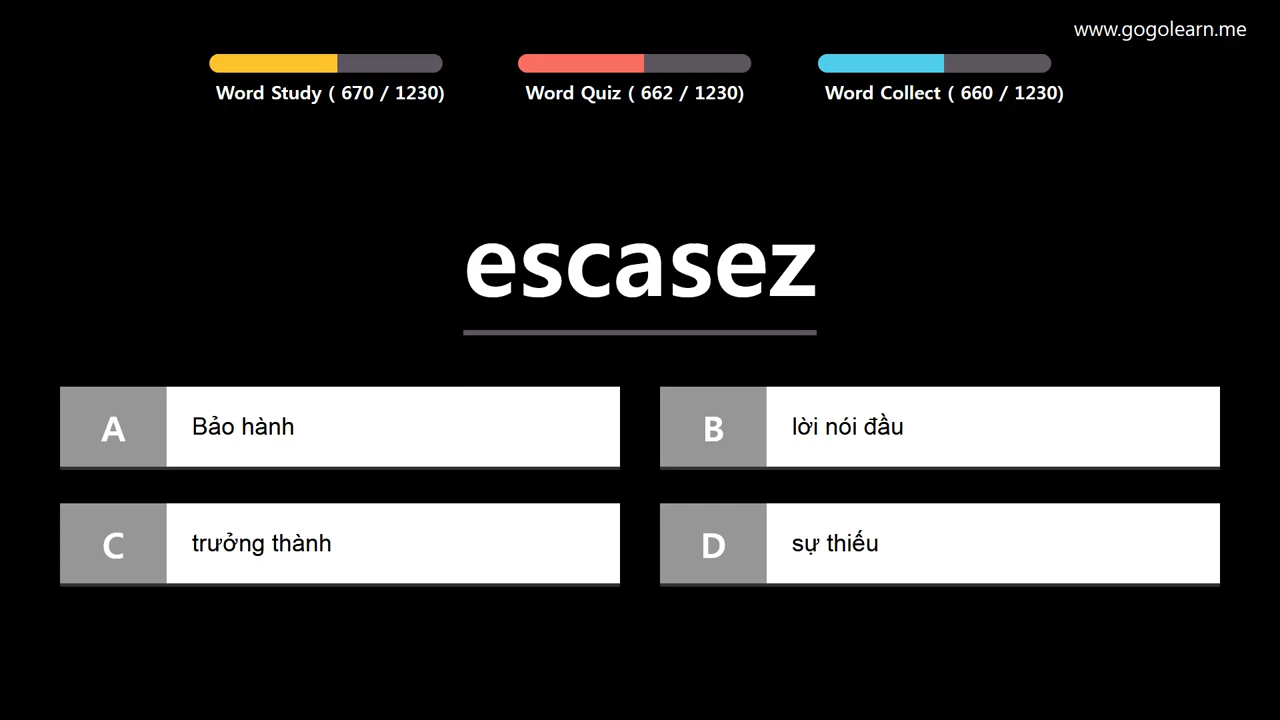 www.gogolearn.me
Word Study ( 670 / 1230)
Word Quiz ( 662 / 1230)
Word Collect ( 660 / 1230)
escasez
A Bảo hành
B lời nói đầu
C trưởng thành
D sự thiếu